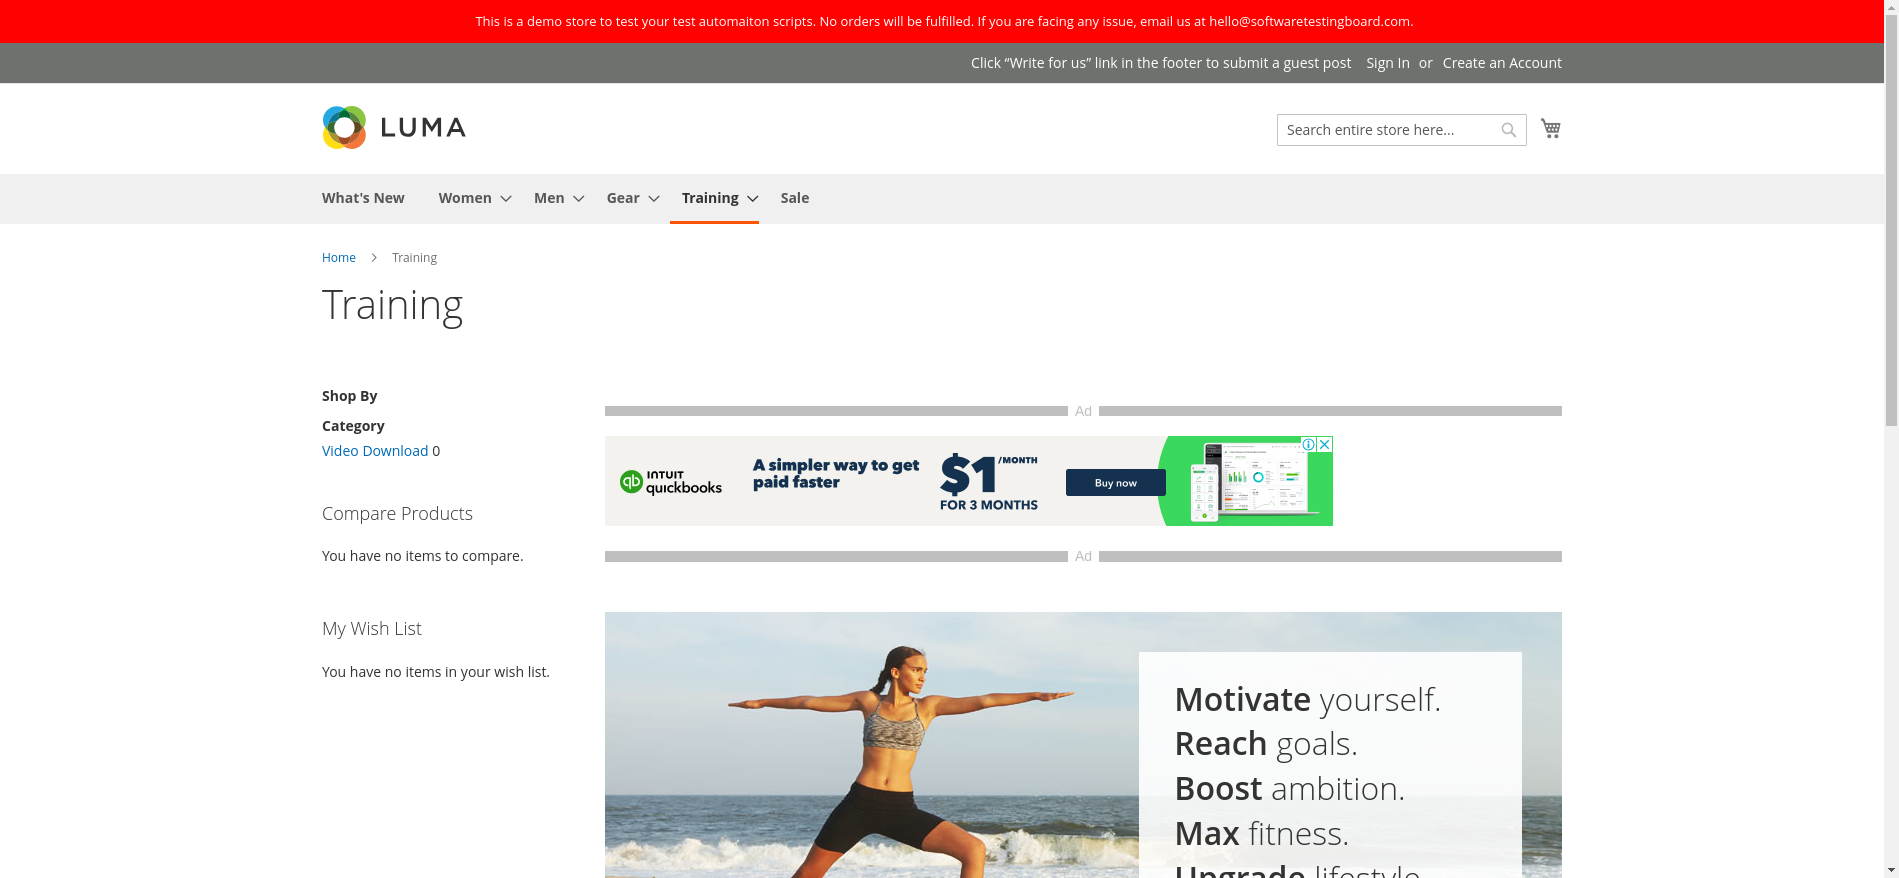 This is a demo store to test your test automaiton scripts. No orders will be fulfilled. If you are facing any issue, email us at hello@softwaretestingboard.com.
Click “Write for us” link in the footer to submit a guest post Sign In or Create an Account
LUMA
Search entire store here...
What's New Women Men Gear Training Sale
Home Training
Training
Shop By
Category
Video Download 0
Compare Products
You have no items to compare.
My Wish List
You have no items in your wish list.
Ad
qb INTUIT
quickbooks
A simpler way to get
paid faster
$1/MONTH
FOR 3 MONTHS
Buy now
Ad
Motivate yourself.
Reach goals.
Boost ambition.
Max fitness.
Upgrade lifestyle